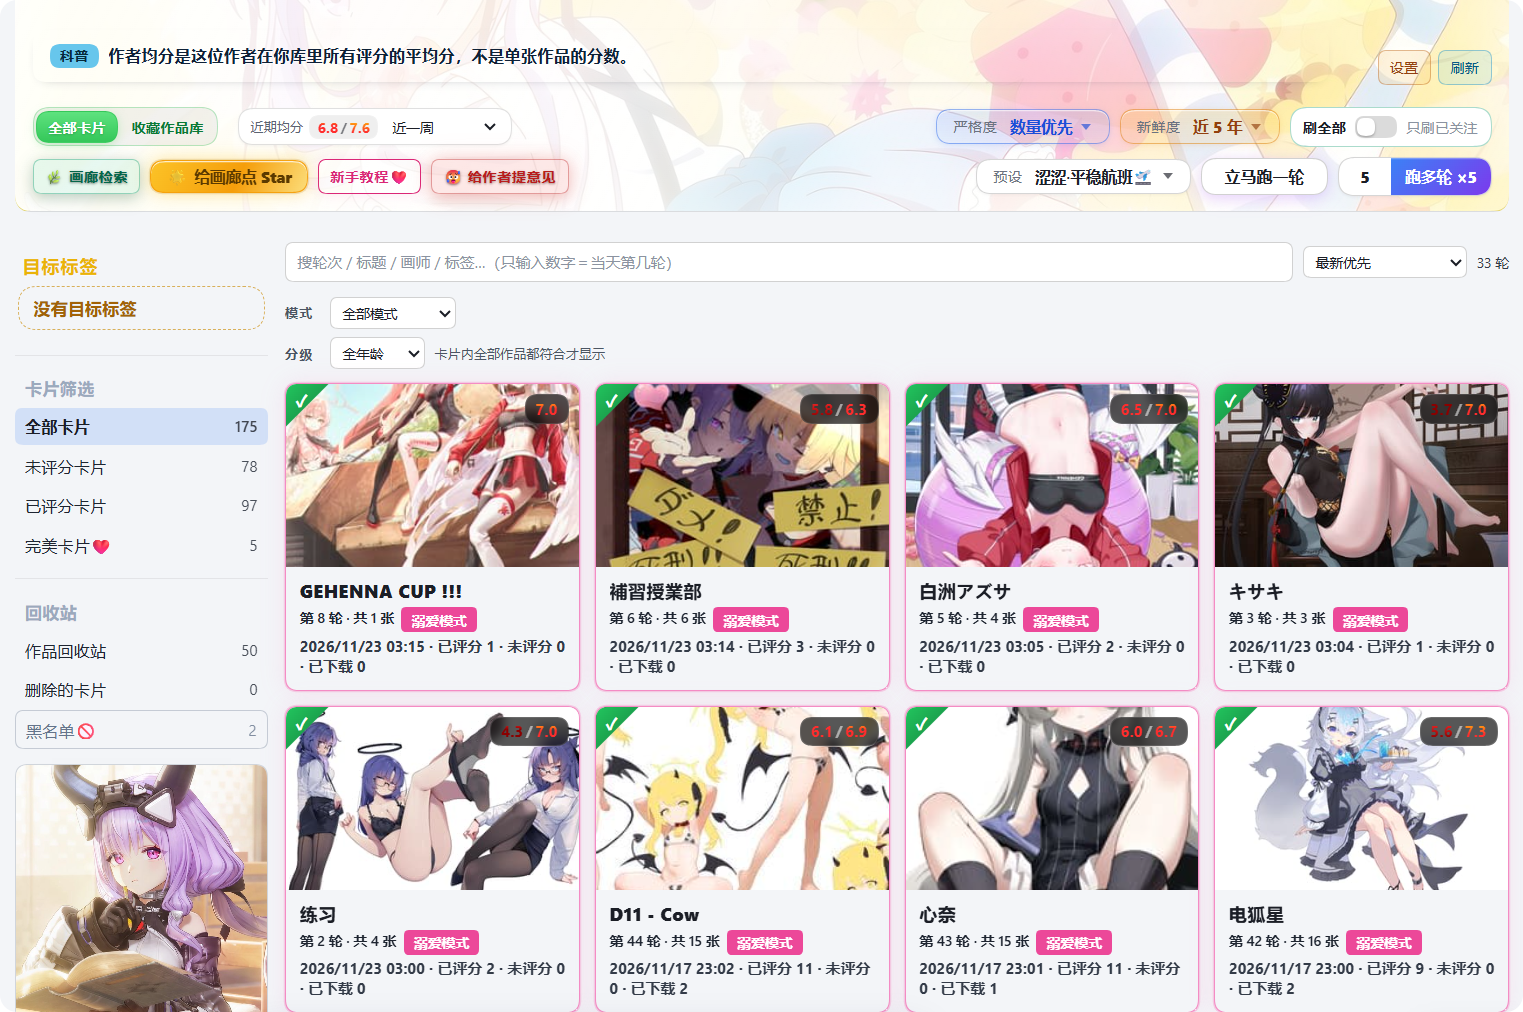 科普 作者均分是这位作者在你库里所有评分的平均分，不是单张作品的分数。
设置 刷新
全部卡片 收藏作品库 近期均分 6.8 / 7.6 近一周 严格度 数量优先 新鲜度 近 5 年 刷全部 只刷已关注
画廊检索 给画廊点 Star 新手教程 给作者提意见 预设 涩涩·平稳航班 立马跑一轮 5 跑多轮 ×5
目标标签
没有目标标签
卡片筛选
全部卡片 175
未评分卡片 78
已评分卡片 97
完美卡片 5
回收站
作品回收站 50
删除的卡片 0
黑名单 2
搜轮次 / 标题 / 画师 / 标签... (只输入数字 = 当天第几轮) 最新优先 33 轮
模式 全部模式
分级 全年龄 卡片内全部作品都符合才显示
7.0
GEHENNA CUP !!!
第 8 轮 · 共 1 张 溺爱模式
2026/11/23 03:15 · 已评分 1 · 未评分 0
· 已下载 0
5.8 / 6.3
ダメ! 禁止! 死刑!! 死刑!!
補習授業部
第 6 轮 · 共 6 张 溺爱模式
2026/11/23 03:14 · 已评分 3 · 未评分 0
· 已下载 0
6.5 / 7.0
白洲アズサ
第 5 轮 · 共 4 张 溺爱模式
2026/11/23 03:05 · 已评分 2 · 未评分 0
· 已下载 0
/ 7.0
キサキ
第 3 轮 · 共 3 张 溺爱模式
2026/11/23 03:04 · 已评分 1 · 未评分 0
· 已下载 0
4.3 / 7.0
练习
第 2 轮 · 共 4 张 溺爱模式
2026/11/23 03:00 · 已评分 2 · 未评分 0
· 已下载 0
6.1 / 6.9
D11 - Cow
第 44 轮 · 共 15 张 溺爱模式
2026/11/17 23:02 · 已评分 11 · 未评分
0 · 已下载 2
6.0 / 6.7
心奈
第 43 轮 · 共 15 张 溺爱模式
2026/11/17 23:01 · 已评分 11 · 未评分
0 · 已下载 1
5.6 / 7.3
电狐星
第 42 轮 · 共 16 张 溺爱模式
2026/11/17 23:00 · 已评分 9 · 未评分 0
· 已下载 2